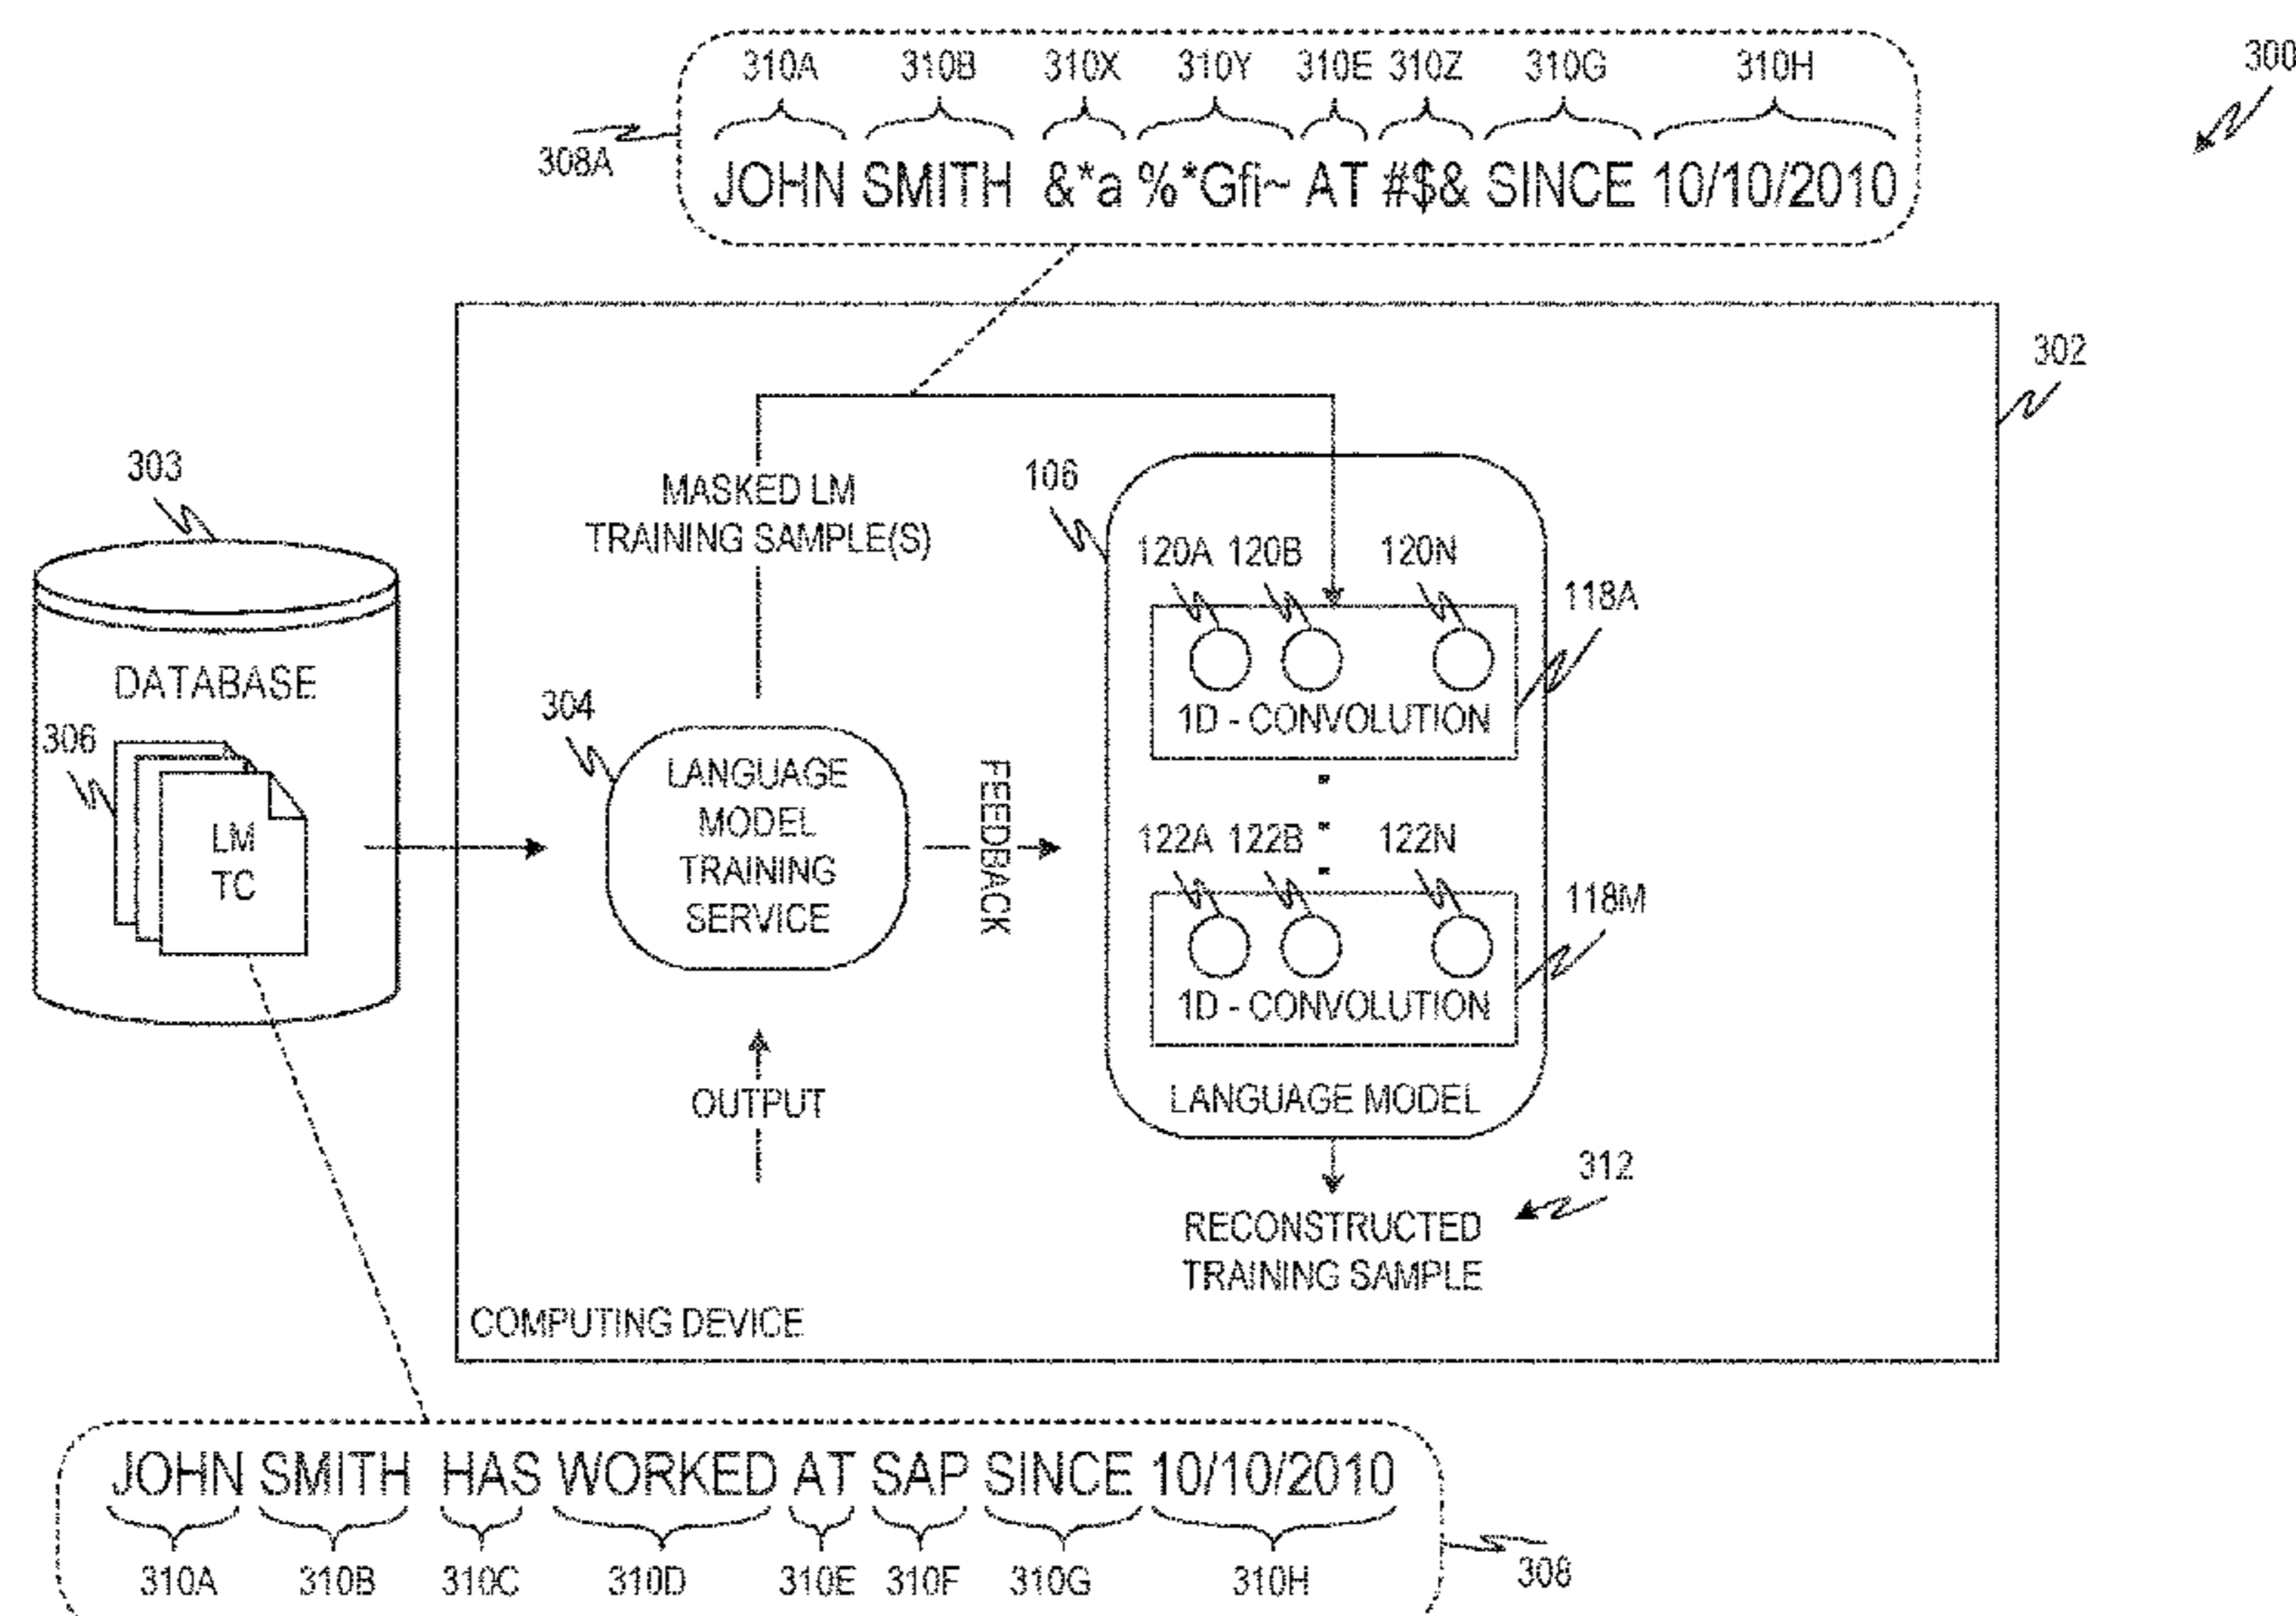 310A 310B 310X 310Y 310E 310Z 310G 310H
300
308A
JOHN SMITH &*a %*Gfi~ AT #$& SINCE 10/10/2010
302
303
MASKED LM
TRAINING SAMPLE(S)
106
120A 120B 120N
118A
DATABASE
1D - CONVOLUTION
304
306
LANGUAGE
MODEL
TRAINING
SERVICE
FEEDBACK
LM
TC
122A 122B 122N
118M
1D - CONVOLUTION
OUTPUT
LANGUAGE MODEL
312
RECONSTRUCTED
TRAINING SAMPLE
COMPUTING DEVICE
JOHN SMITH HAS WORKED AT SAP SINCE 10/10/2010
310A 310B 310C 310D 310E 310F 310G 310H
308